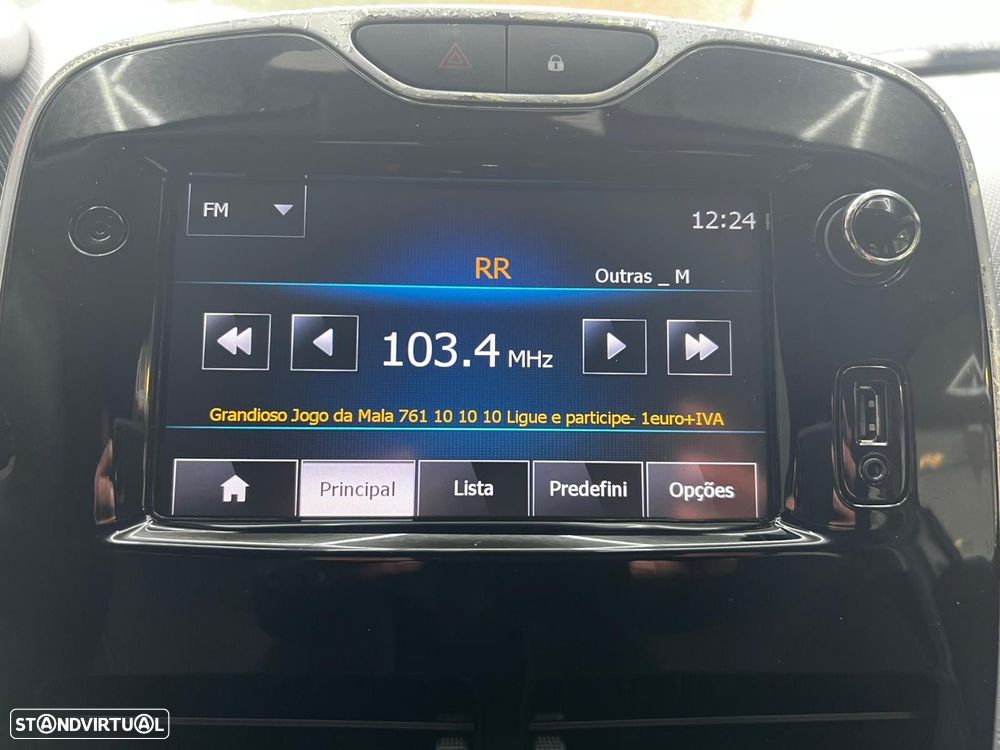 FM
12:24
RR
Outras _ M
103.4 MHz
Grandioso Jogo da Mala 761 10 10 10 Ligue e participe- 1euro+IVA
Principal Lista Predefini Opções
STANDVIRTUAL